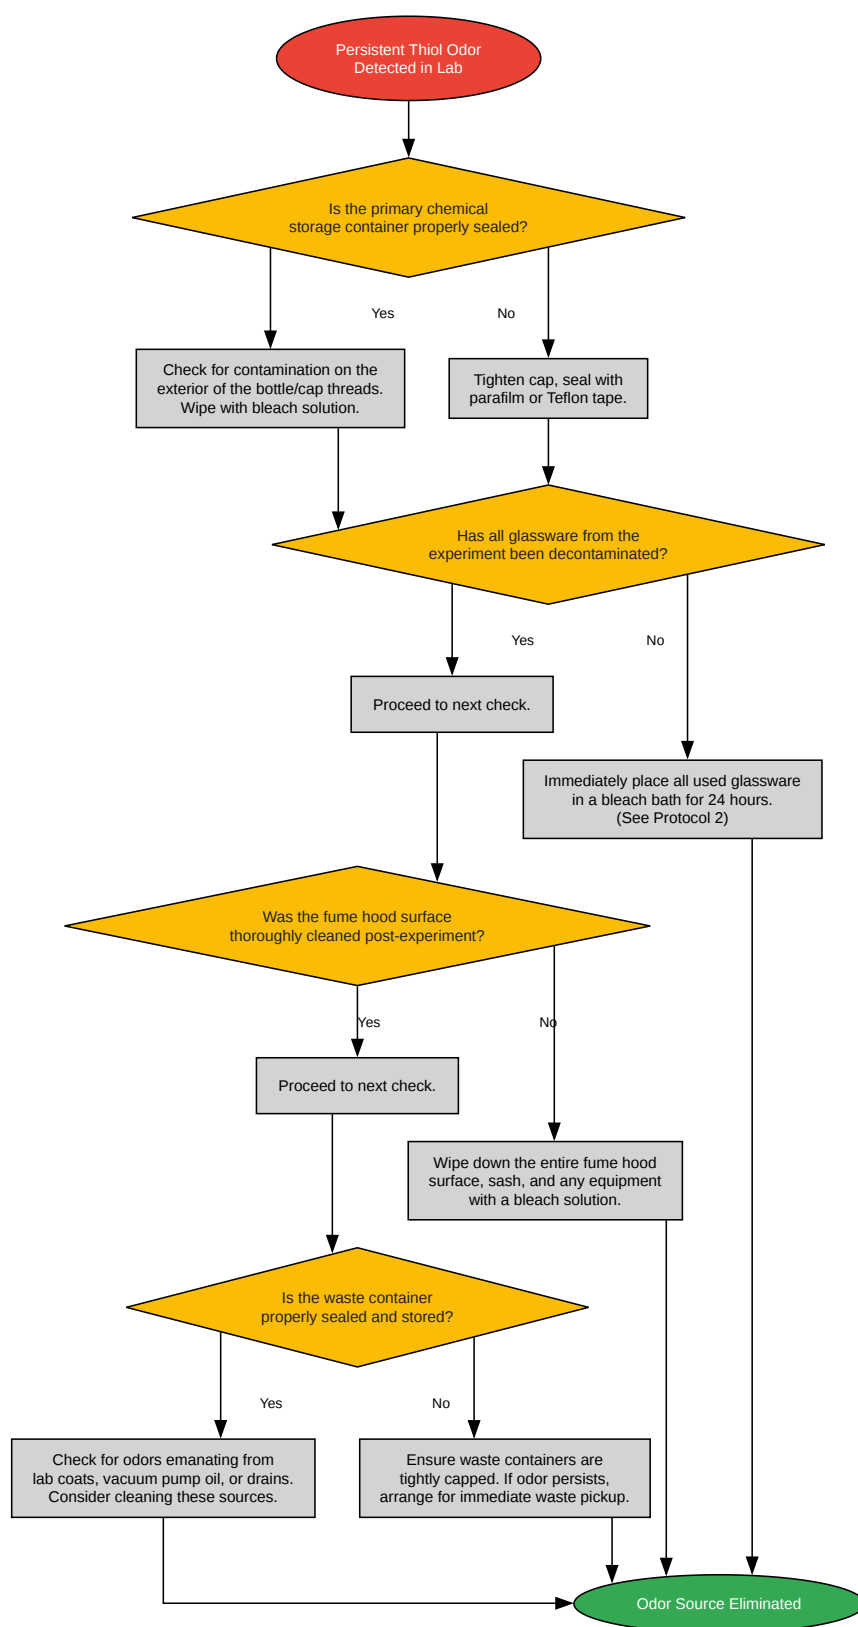 Persistent Thiol Odor
Detected in Lab
Is the primary chemical
storage container properly sealed?
Yes
No
Check for contamination on the
exterior of the bottle/cap threads.
Wipe with bleach solution.
Tighten cap, seal with
parafilm or Teflon tape.
Has all glassware from the
experiment been decontaminated?
Yes
No
Proceed to next check.
Immediately place all used glassware
in a bleach bath for 24 hours.
(See Protocol 2)
Was the fume hood surface
thoroughly cleaned post-experiment?
Yes
No
Proceed to next check.
Wipe down the entire fume hood
surface, sash, and any equipment
with a bleach solution.
Is the waste container
properly sealed and stored?
Yes
No
Check for odors emanating from
lab coats, vacuum pump oil, or drains.
Consider cleaning these sources.
Ensure waste containers are
tightly capped. If odor persists,
arrange for immediate waste pickup.
Odor Source Eliminated